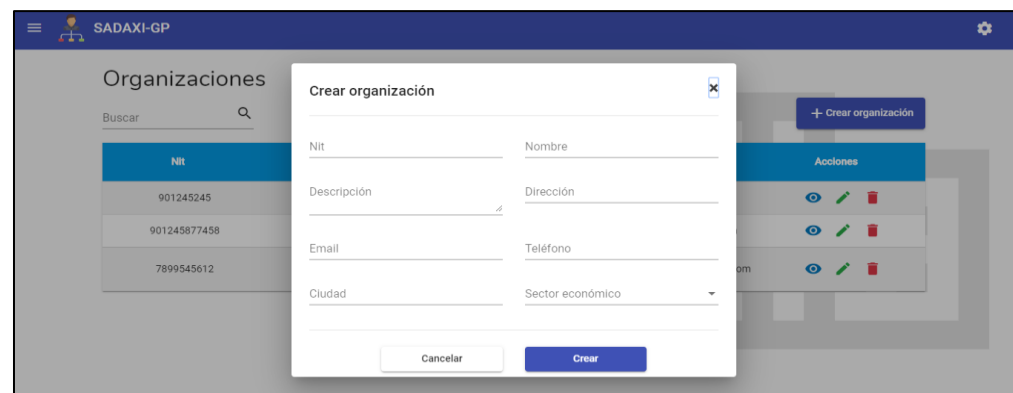 SADAXI-GP
Organizaciones
Buscar
+ Crear organización
Nit
Acciones
901245245
901245877458
7899545612
om
Crear organización
×
Nit
Nombre
Descripción
Dirección
Email
Teléfono
Ciudad
Sector económico
Cancelar
Crear